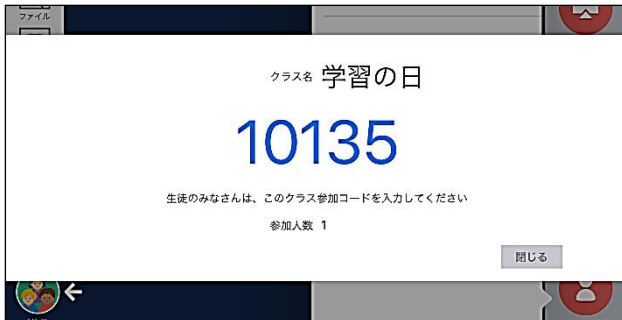 ファイル
クラス名 学習の日
10135
生徒のみなさんは、このクラス参加コードを入力してください
参加人数 1
閉じる